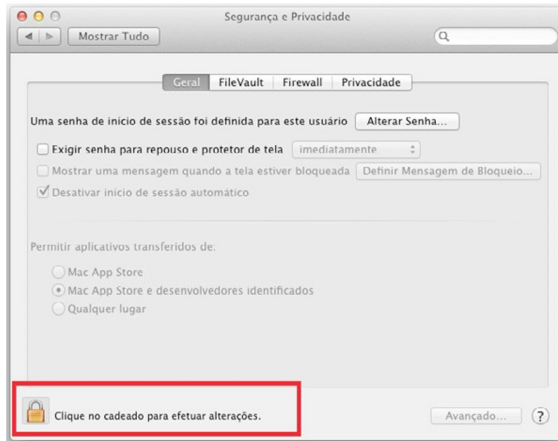 Segurança e Privacidade
Mostrar Tudo
Geral FileVault Firewall Privacidade
Uma senha de início de sessão foi definida para este usuário Alterar Senha...
Exigir senha para repouso e protetor de tela imediatamente
Mostrar uma mensagem quando a tela estiver bloqueada Definir Mensagem de Bloqueio...
Desativar início de sessão automático
Permitir aplicativos transferidos de:
Mac App Store
Mac App Store e desenvolvedores identificados
Qualquer lugar
Clique no cadeado para efetuar alterações. Avançado... ?